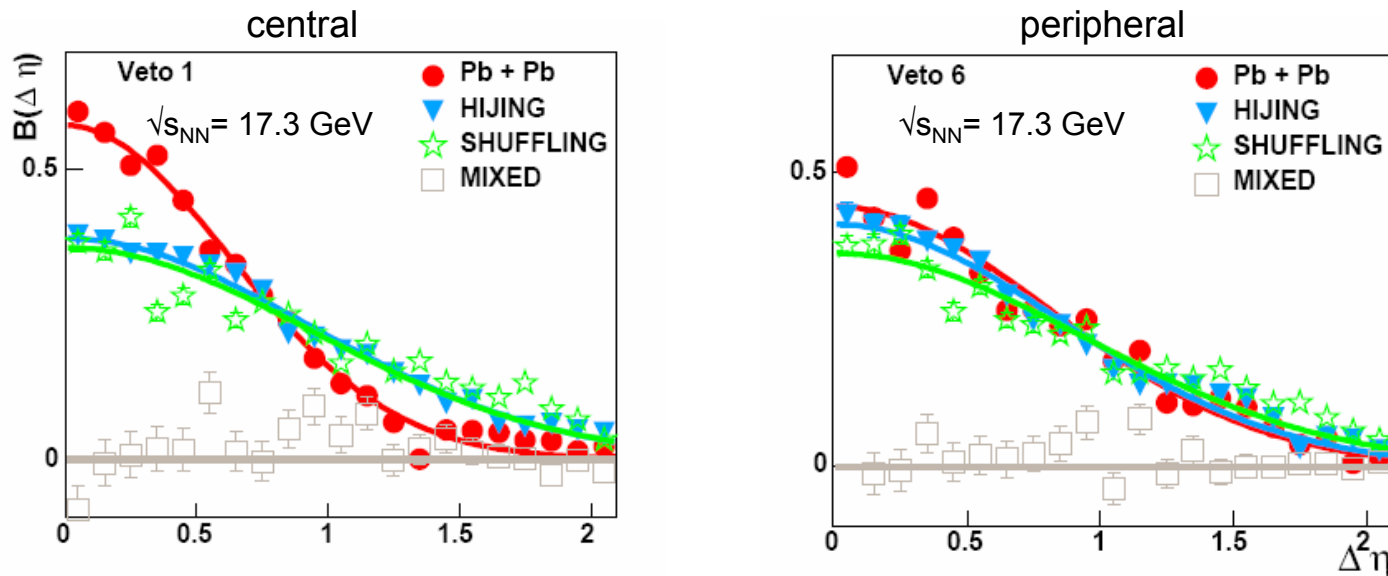 central
B(Δ η)
Veto 1
√sNN= 17.3 GeV
Pb + Pb
HIJING
SHUFFLING
MIXED
0.5
0
0
0.5
1
1.5
2
peripheral
Veto 6
√sNN= 17.3 GeV
Pb + Pb
HIJING
SHUFFLING
MIXED
0.5
0
0
0.5
1
1.5
2
Δ η